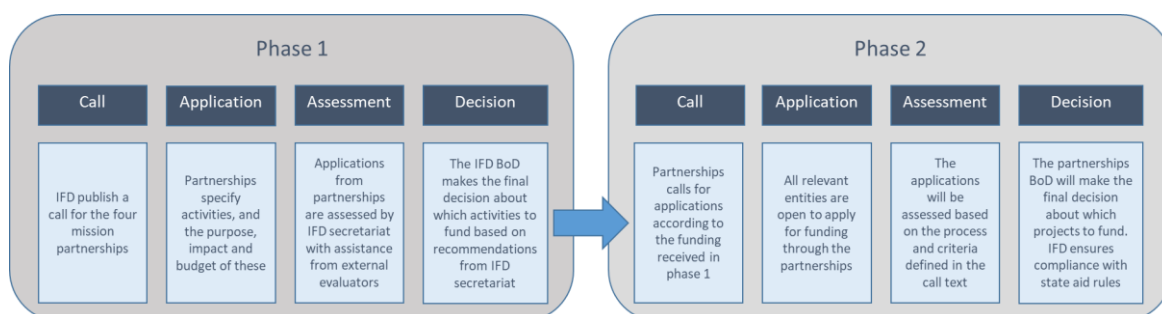 Phase 1
Call
Application
Assessment
Decision
IFD publish a
call for the four
mission
partnerships
Partnerships
specify
activities, and
the purpose,
impact and
budget of these
Applications
from
partnerships
are assessed by
IFD secretariat
with assistance
from external
evaluators
The IFD BoD
makes the final
decision about
which activities to
fund based on
recommendations
from IFD
secretariat
Phase 2
Call
Application
Assessment
Decision
Partnerships
calls for
applications
according to
the funding
received in
phase 1
All relevant
entities are
open to apply
for funding
through the
partnerships
The
applications
will be
assessed based
on the process
and criteria
defined in the
call text
The partnerships
BoD will make the
final decision
about which
projects to fund.
IFD ensures
compliance with
state aid rules